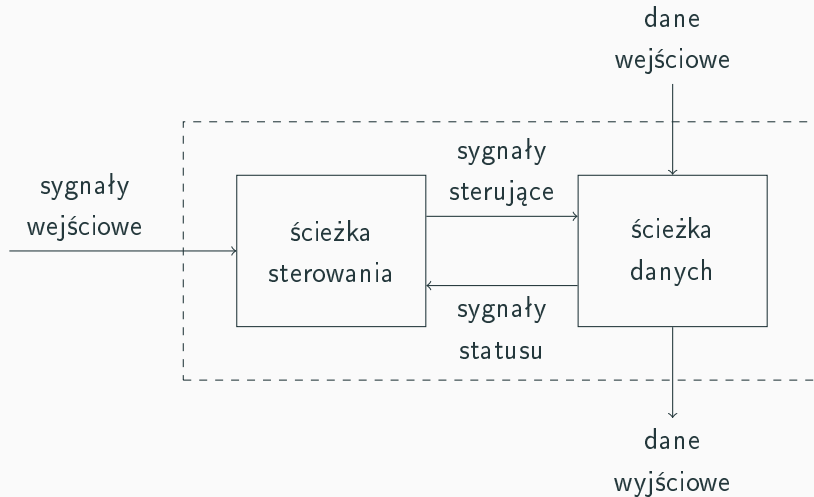 dane
wejściowe
sygnały
wejściowe
ścieżka
sterowania
sygnały
sterujące
sygnały
statusu
ścieżka
danych
dane
wyjściowe